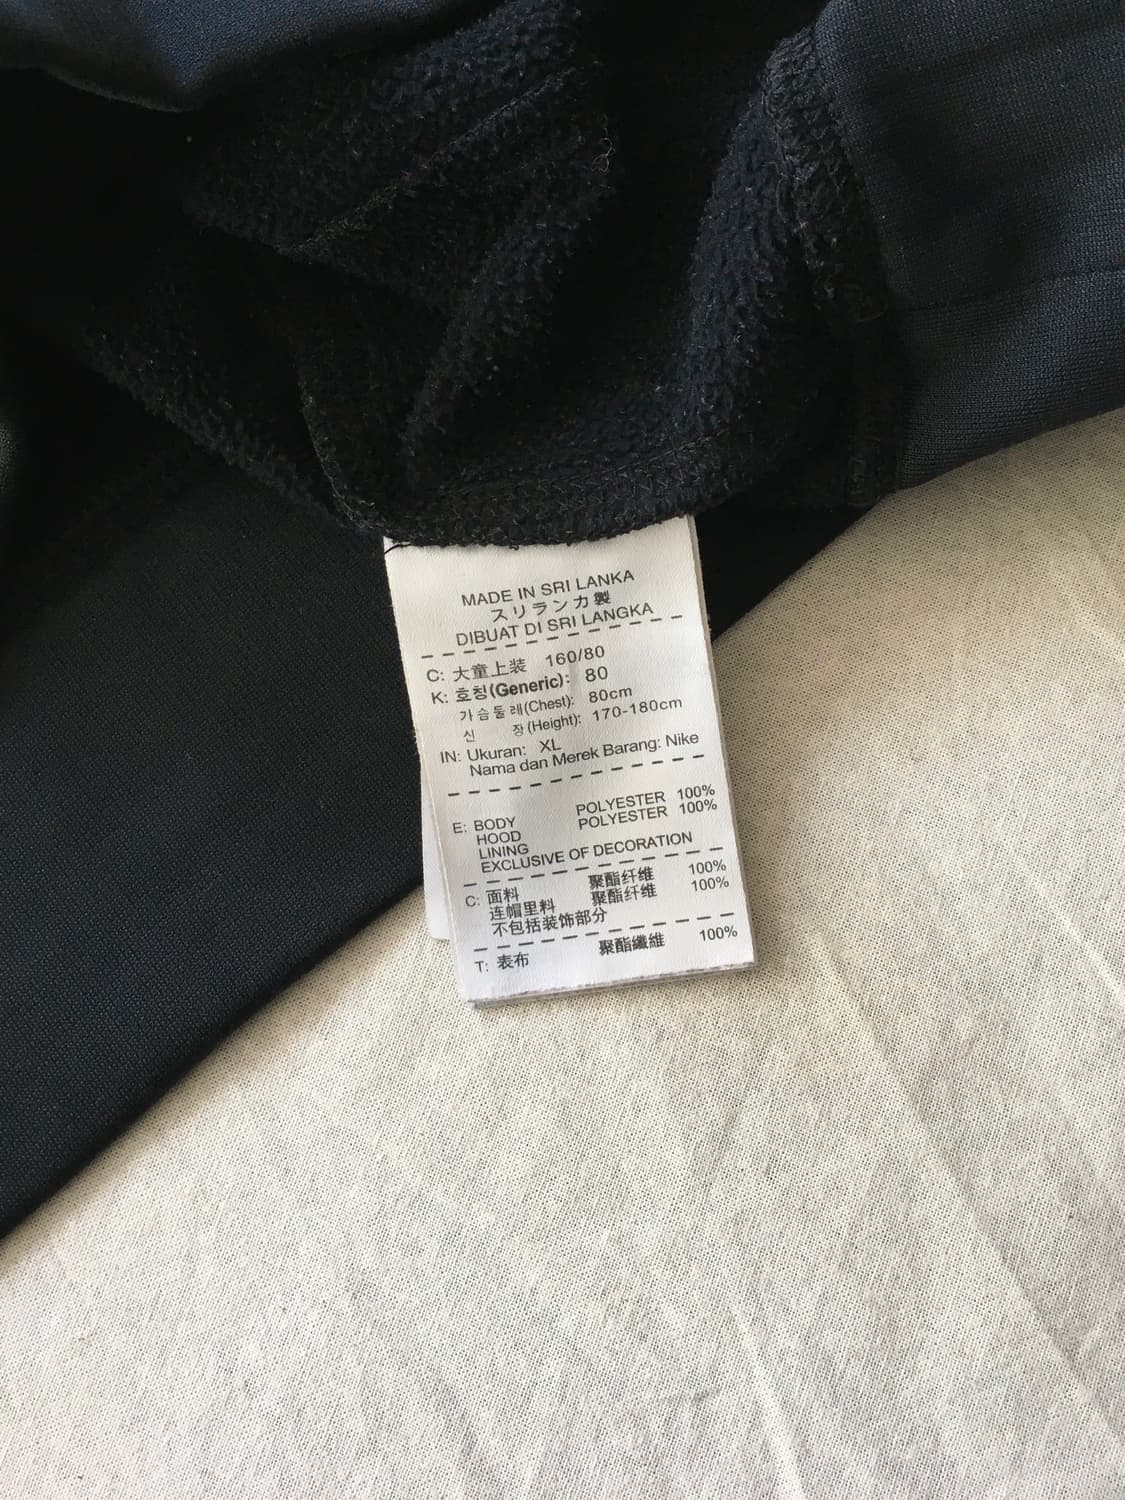 MADE IN SRI LANKA
スリランカ製
DIBUAT DI SRI LANGKA
C: 大童上装 160/80
K: 호칭(Generic): 80
가슴둘레(Chest): 80cm
신 장(Height): 170-180cm
IN: Ukuran: XL
Nama dan Merek Barang: Nike
E: BODY POLYESTER 100%
HOOD POLYESTER 100%
LINING
EXCLUSIVE OF DECORATION
C: 面料 聚酯纤维 100%
连帽里料 聚酯纤维 100%
不包括装饰部分
T: 表布 聚酯纖維 100%